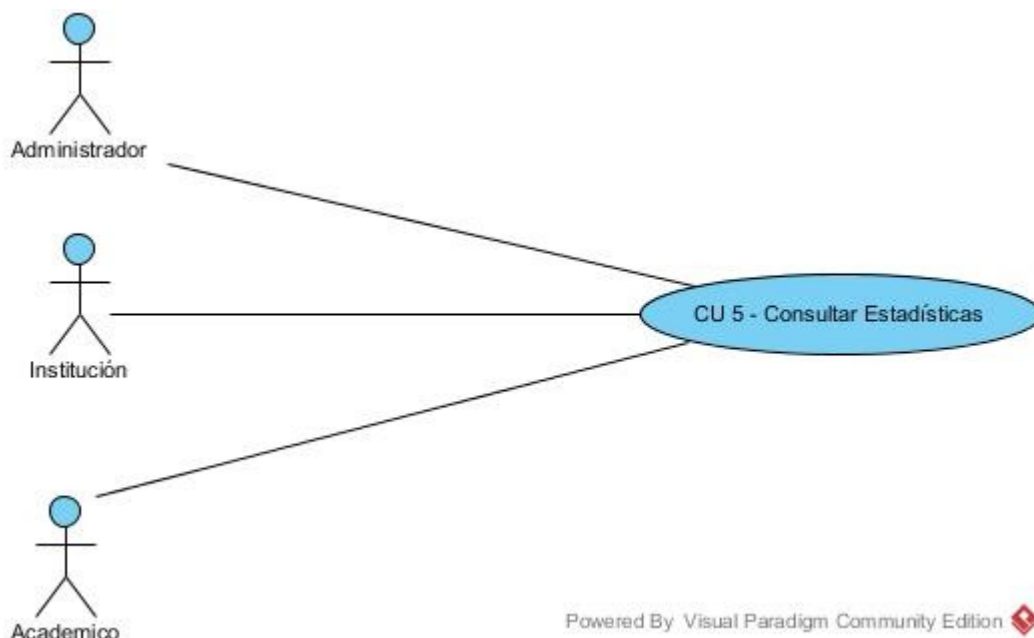 Administrador
Institución
CU 5 - Consultar Estadísticas
Academico
Powered By Visual Paradigm Community Edition